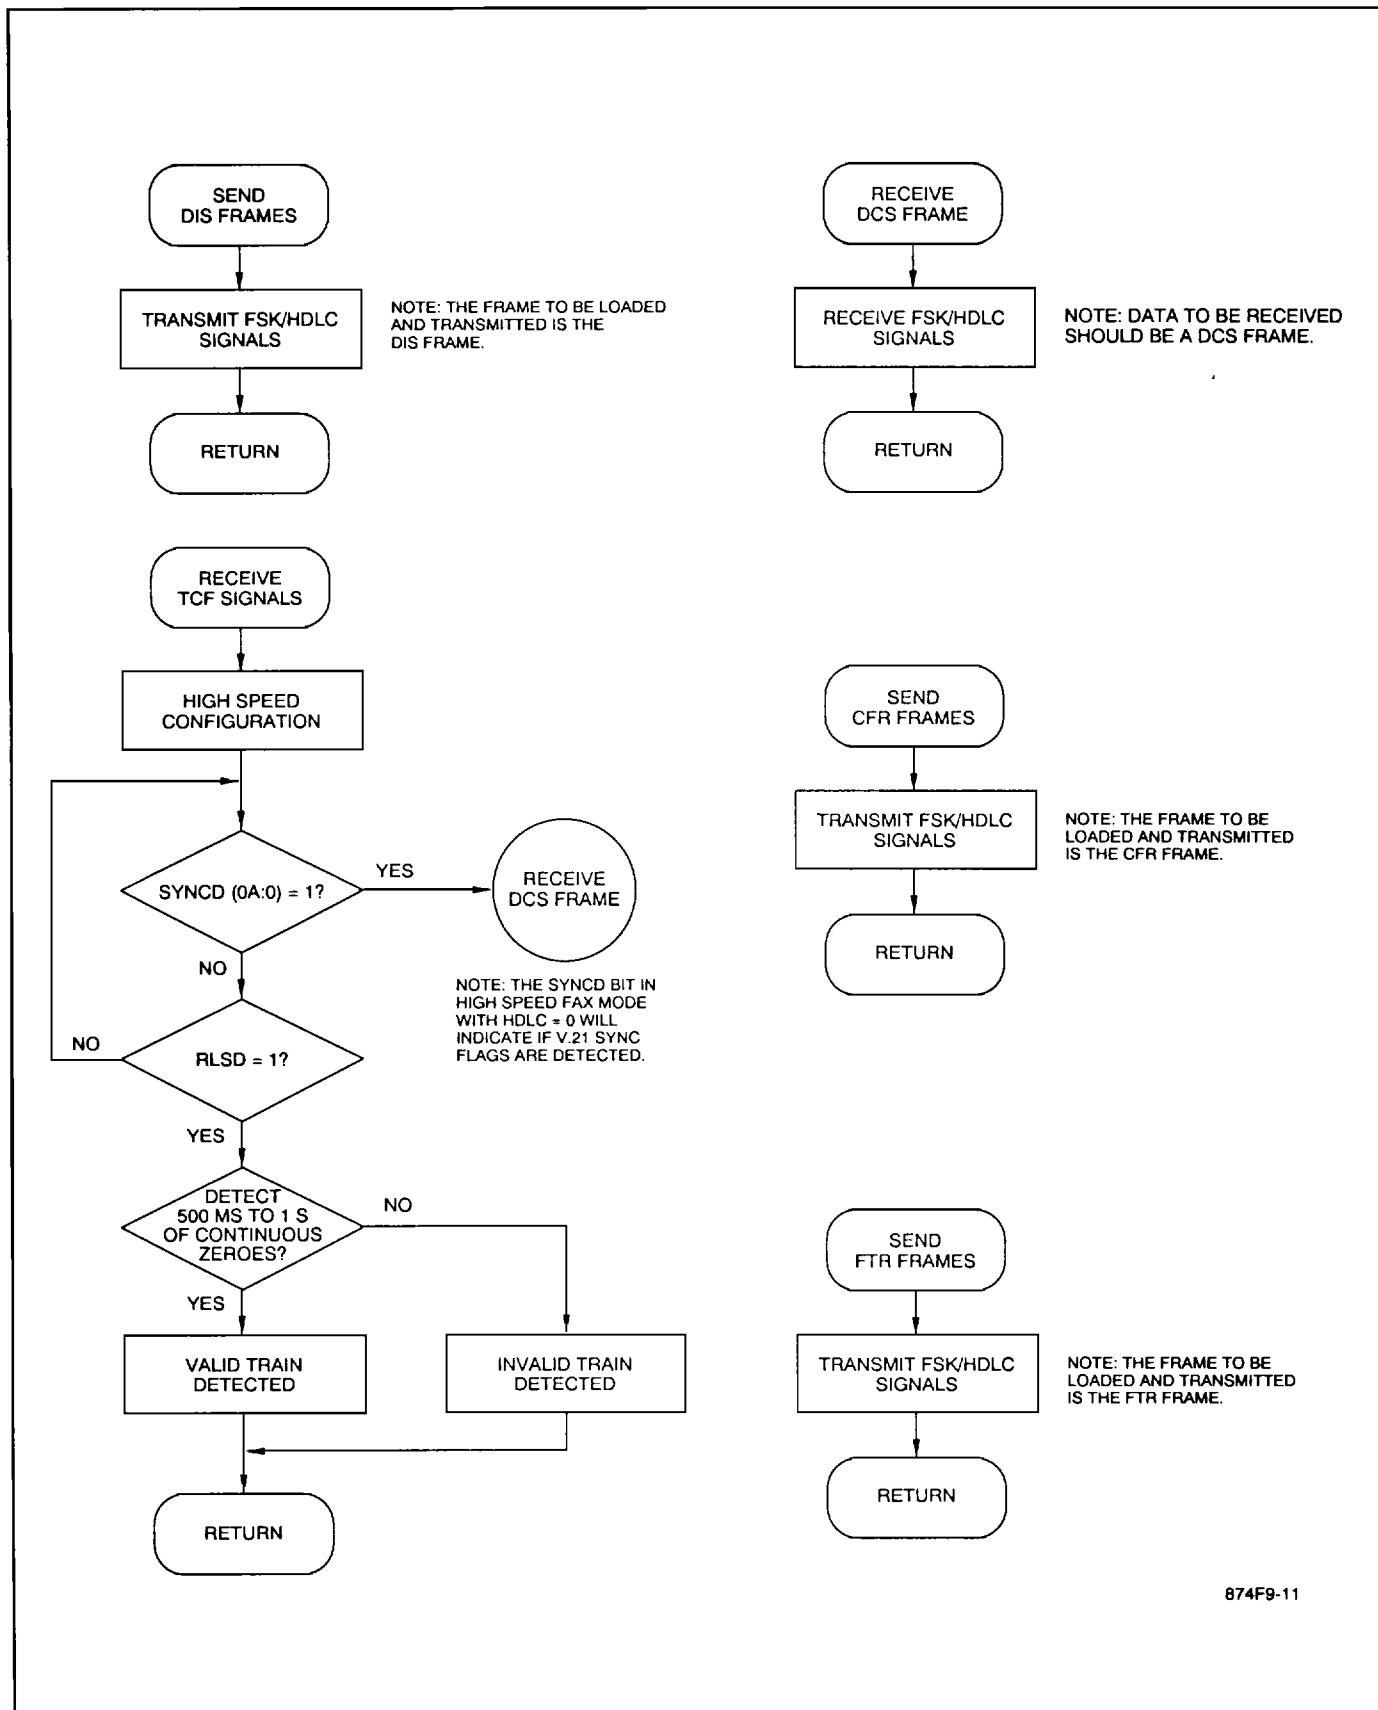 SEND
DIS FRAMES
TRANSMIT FSK/HDLC
SIGNALS
NOTE: THE FRAME TO BE LOADED
AND TRANSMITTED IS THE
DIS FRAME.
RETURN
RECEIVE
DCS FRAME
RECEIVE FSK/HDLC
SIGNALS
NOTE: DATA TO BE RECEIVED
SHOULD BE A DCS FRAME.
RETURN
RECEIVE
TCF SIGNALS
HIGH SPEED
CONFIGURATION
SYNCD (0A:0) = 1?
YES
RECEIVE
DCS FRAME
NO
NOTE: THE SYNCD BIT IN
HIGH SPEED FAX MODE
WITH HDLC = 0 WILL
INDICATE IF V.21 SYNC
FLAGS ARE DETECTED.
NO
RLSD = 1?
YES
DETECT
500 MS TO 1 S
OF CONTINUOUS
ZEROES?
NO
YES
VALID TRAIN
DETECTED
INVALID TRAIN
DETECTED
RETURN
SEND
CFR FRAMES
TRANSMIT FSK/HDLC
SIGNALS
NOTE: THE FRAME TO BE
LOADED AND TRANSMITTED
IS THE CFR FRAME.
RETURN
SEND
FTR FRAMES
TRANSMIT FSK/HDLC
SIGNALS
NOTE: THE FRAME TO BE
LOADED AND TRANSMITTED
IS THE FTR FRAME.
RETURN
874F9-11